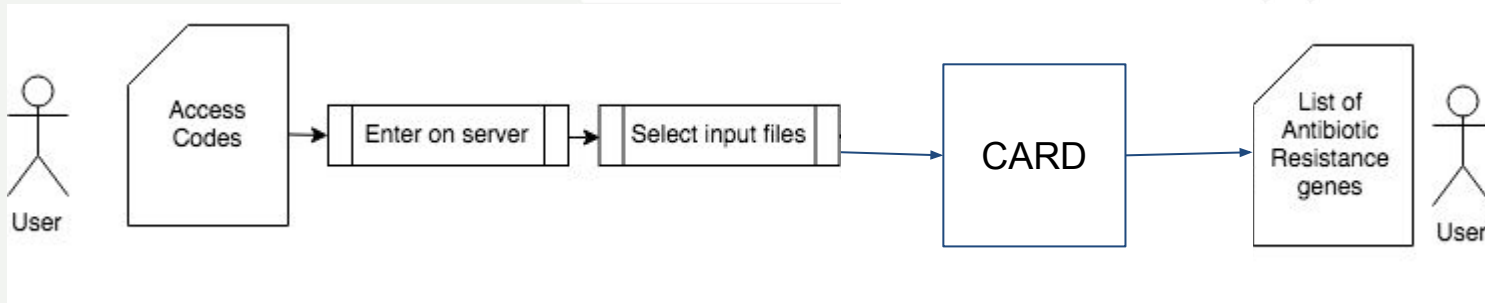 User
Access
Codes
Enter on server
Select input files
CARD
List of
Antibiotic
Resistance
genes
User